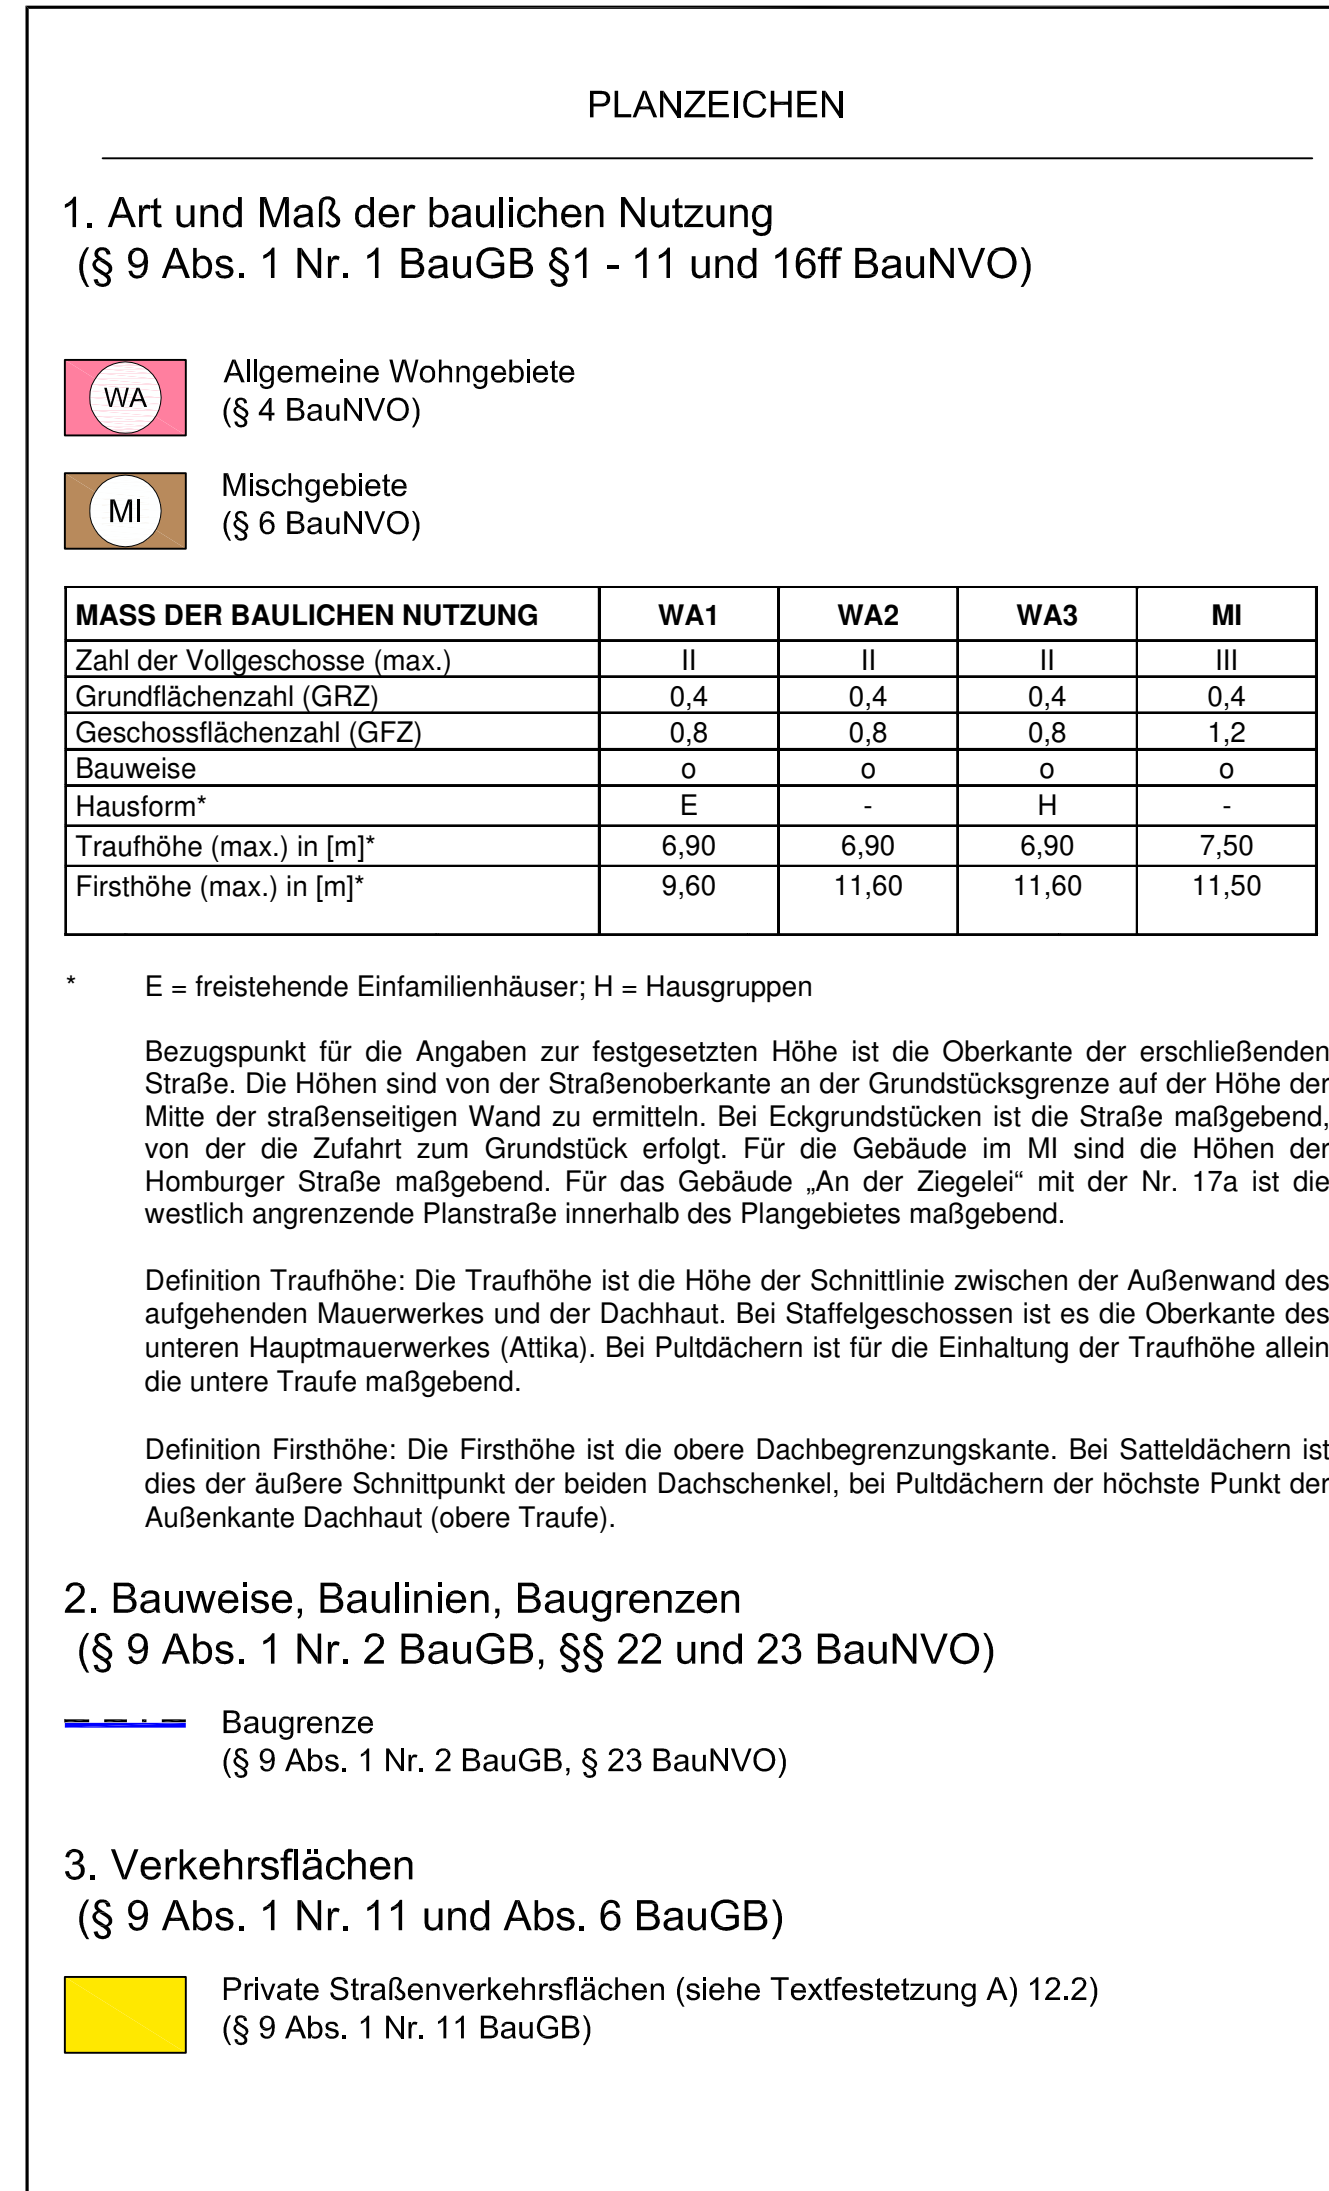 PLANZEICHEN
1. Art und Maß der baulichen Nutzung
(§ 9 Abs. 1 Nr. 1 BauGB §1 - 11 und 16ff BauNVO)
WA
Allgemeine Wohngebiete
(§ 4 BauNVO)
MI
Mischgebiete
(§ 6 BauNVO)
MASS DER BAULICHEN NUTZUNG WA1 WA2 WA3 MI
Zahl der Vollgeschosse (max.) II II II III
Grundflächenzahl (GRZ) 0,4 0,4 0,4 0,4
Geschossflächenzahl (GFZ) 0,8 0,8 0,8 1,2
Bauweise o o o o
Hausform* E - H -
Traufhöhe (max.) in [m]* 6,90 6,90 6,90 7,50
Firsthöhe (max.) in [m]* 9,60 11,60 11,60 11,50
* E = freistehende Einfamilienhäuser; H = Hausgruppen
Bezugspunkt für die Angaben zur festgesetzten Höhe ist die Oberkante der erschließenden
Straße. Die Höhen sind von der Straßenoberkante an der Grundstücksgrenze auf der Höhe der
Mitte der straßenseitigen Wand zu ermitteln. Bei Eckgrundstücken ist die Straße maßgebend,
von der die Zufahrt zum Grundstück erfolgt. Für die Gebäude im MI sind die Höhen der
Homburger Straße maßgebend. Für das Gebäude „An der Ziegelei“ mit der Nr. 17a ist die
westlich angrenzende Planstraße innerhalb des Plangebietes maßgebend.
Definition Traufhöhe: Die Traufhöhe ist die Höhe der Schnittlinie zwischen der Außenwand des
aufgehenden Mauerwerkes und der Dachhaut. Bei Staffelgeschossen ist es die Oberkante des
unteren Hauptmauerwerkes (Attika). Bei Pultdächern ist für die Einhaltung der Traufhöhe allein
die untere Traufe maßgebend.
Definition Firsthöhe: Die Firsthöhe ist die obere Dachbegrenzungskante. Bei Satteldächern ist
dies der äußere Schnittpunkt der beiden Dachschenkel, bei Pultdächern der höchste Punkt der
Außenkante Dachhaut (obere Traufe).
2. Bauweise, Baulinien, Baugrenzen
(§ 9 Abs. 1 Nr. 2 BauGB, §§ 22 und 23 BauNVO)
Baugrenze
(§ 9 Abs. 1 Nr. 2 BauGB, § 23 BauNVO)
3. Verkehrsflächen
(§ 9 Abs. 1 Nr. 11 und Abs. 6 BauGB)
Private Straßenverkehrsflächen (siehe Textfestetzung A) 12.2)
(§ 9 Abs. 1 Nr. 11 BauGB)